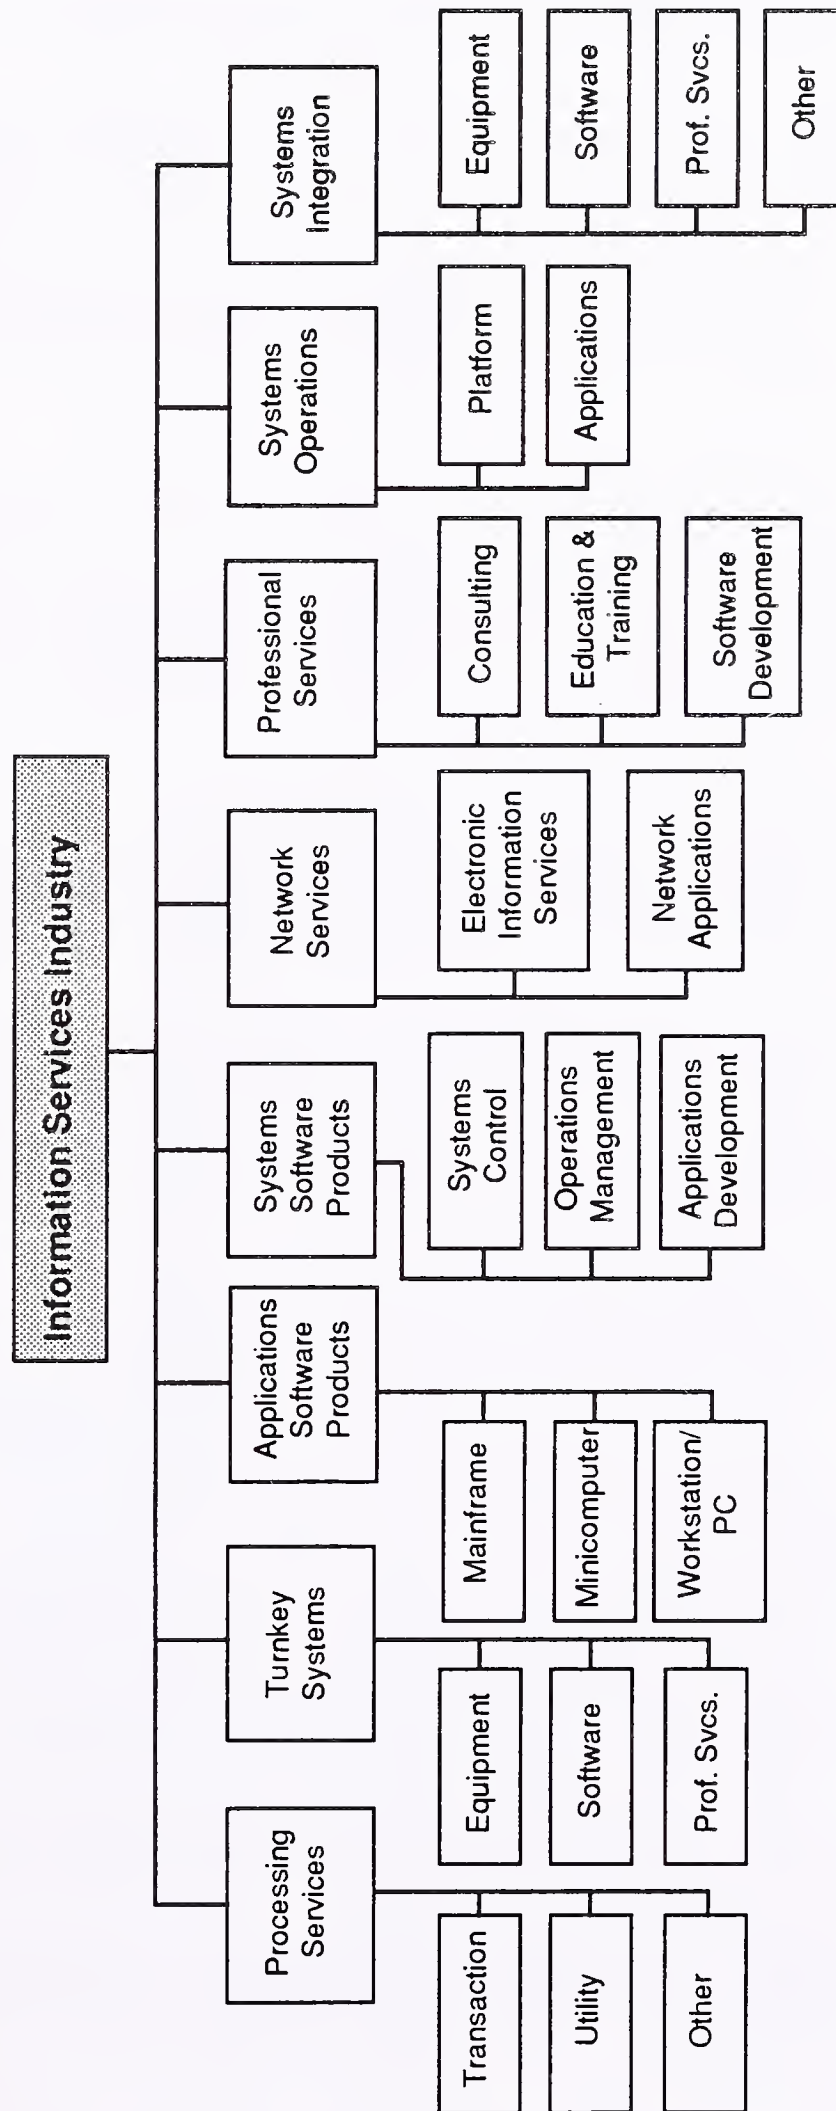 Information Services Industry
Processing
Services
Transaction
Utility
Other
Turnkey
Systems
Equipment
Software
Prof. Svcs.
Applications
Software
Products
Mainframe
Minicomputer
Workstation/
PC
Systems
Software
Products
Systems
Control
Operations
Management
Applications
Development
Network
Services
Electronic
Information
Services
Network
Applications
Professional
Services
Consulting
Education &
Training
Software
Development
Systems
Operations
Platform
Applications
Systems
Integration
Equipment
Software
Prof. Svcs.
Other